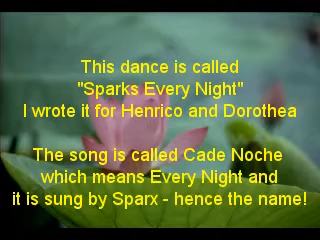 This dance is called
"Sparks Every Night"
I wrote it for Henrico and Dorothea
The song is called Cade Noche
which means Every Night and
it is sung by Sparx - hence the name!